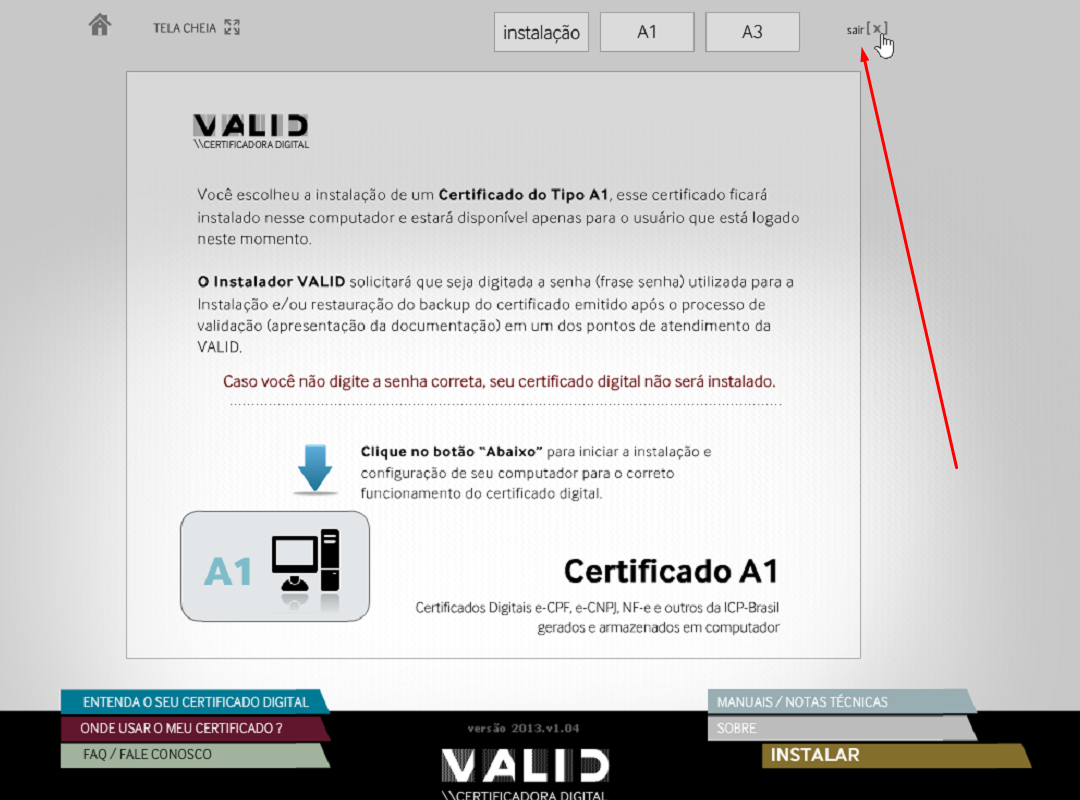 TELA CHEIA
instalação
A1
A3
sair [x]
VALID
\\CERTIFICADORA DIGITAL
Você escolheu a instalação de um Certificado do Tipo A1, esse certificado ficará
instalado nesse computador e estará disponível apenas para o usuário que está logado
neste momento.
O Instalador VALID solicitará que seja digitada a senha (frase senha) utilizada para a
Instalação e/ou restauração do backup do certificado emitido após o processo de
validação (apresentação da documentação) em um dos pontos de atendimento da
VALID.
Caso você não digite a senha correta, seu certificado digital não será instalado.
Clique no botão "Abaixo" para iniciar a instalação e
configuração de seu computador para o correto
funcionamento do certificado digital.
A1
Certificado A1
Certificados Digitais e-CPF, e-CNPJ, NF-e e outros da ICP-Brasil
gerados e armazenados em computador
ENTENDA O SEU CERTIFICADO DIGITAL
ONDE USAR O MEU CERTIFICADO ?
FAQ / FALE CONOSCO
versão 2013.v1.04
VALID
\\CERTIFICADORA DIGITAL
MANUAIS / NOTAS TÉCNICAS
SOBRE
INSTALAR